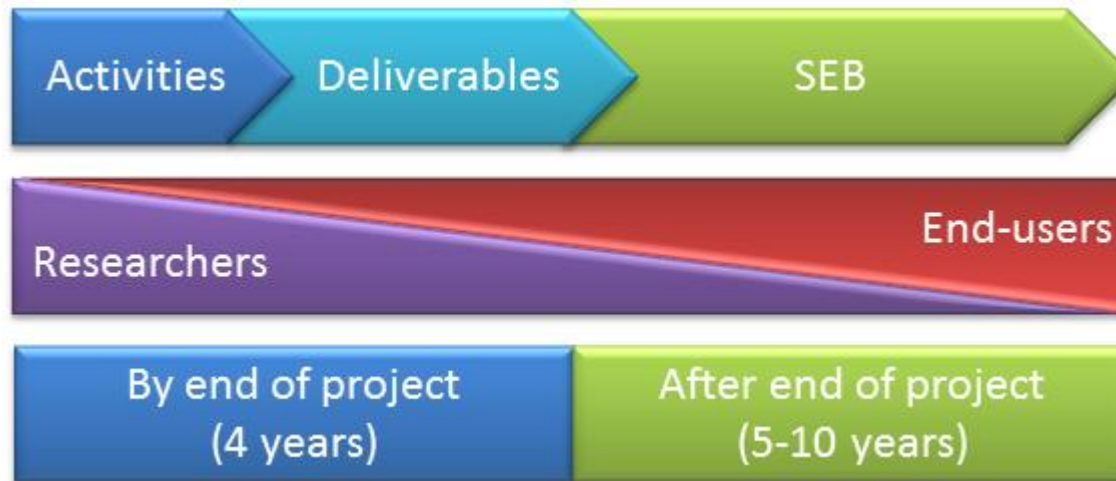 Activities
Deliverables
SEB
End-users
Researchers
By end of project
(4 years)
After end of project
(5-10 years)